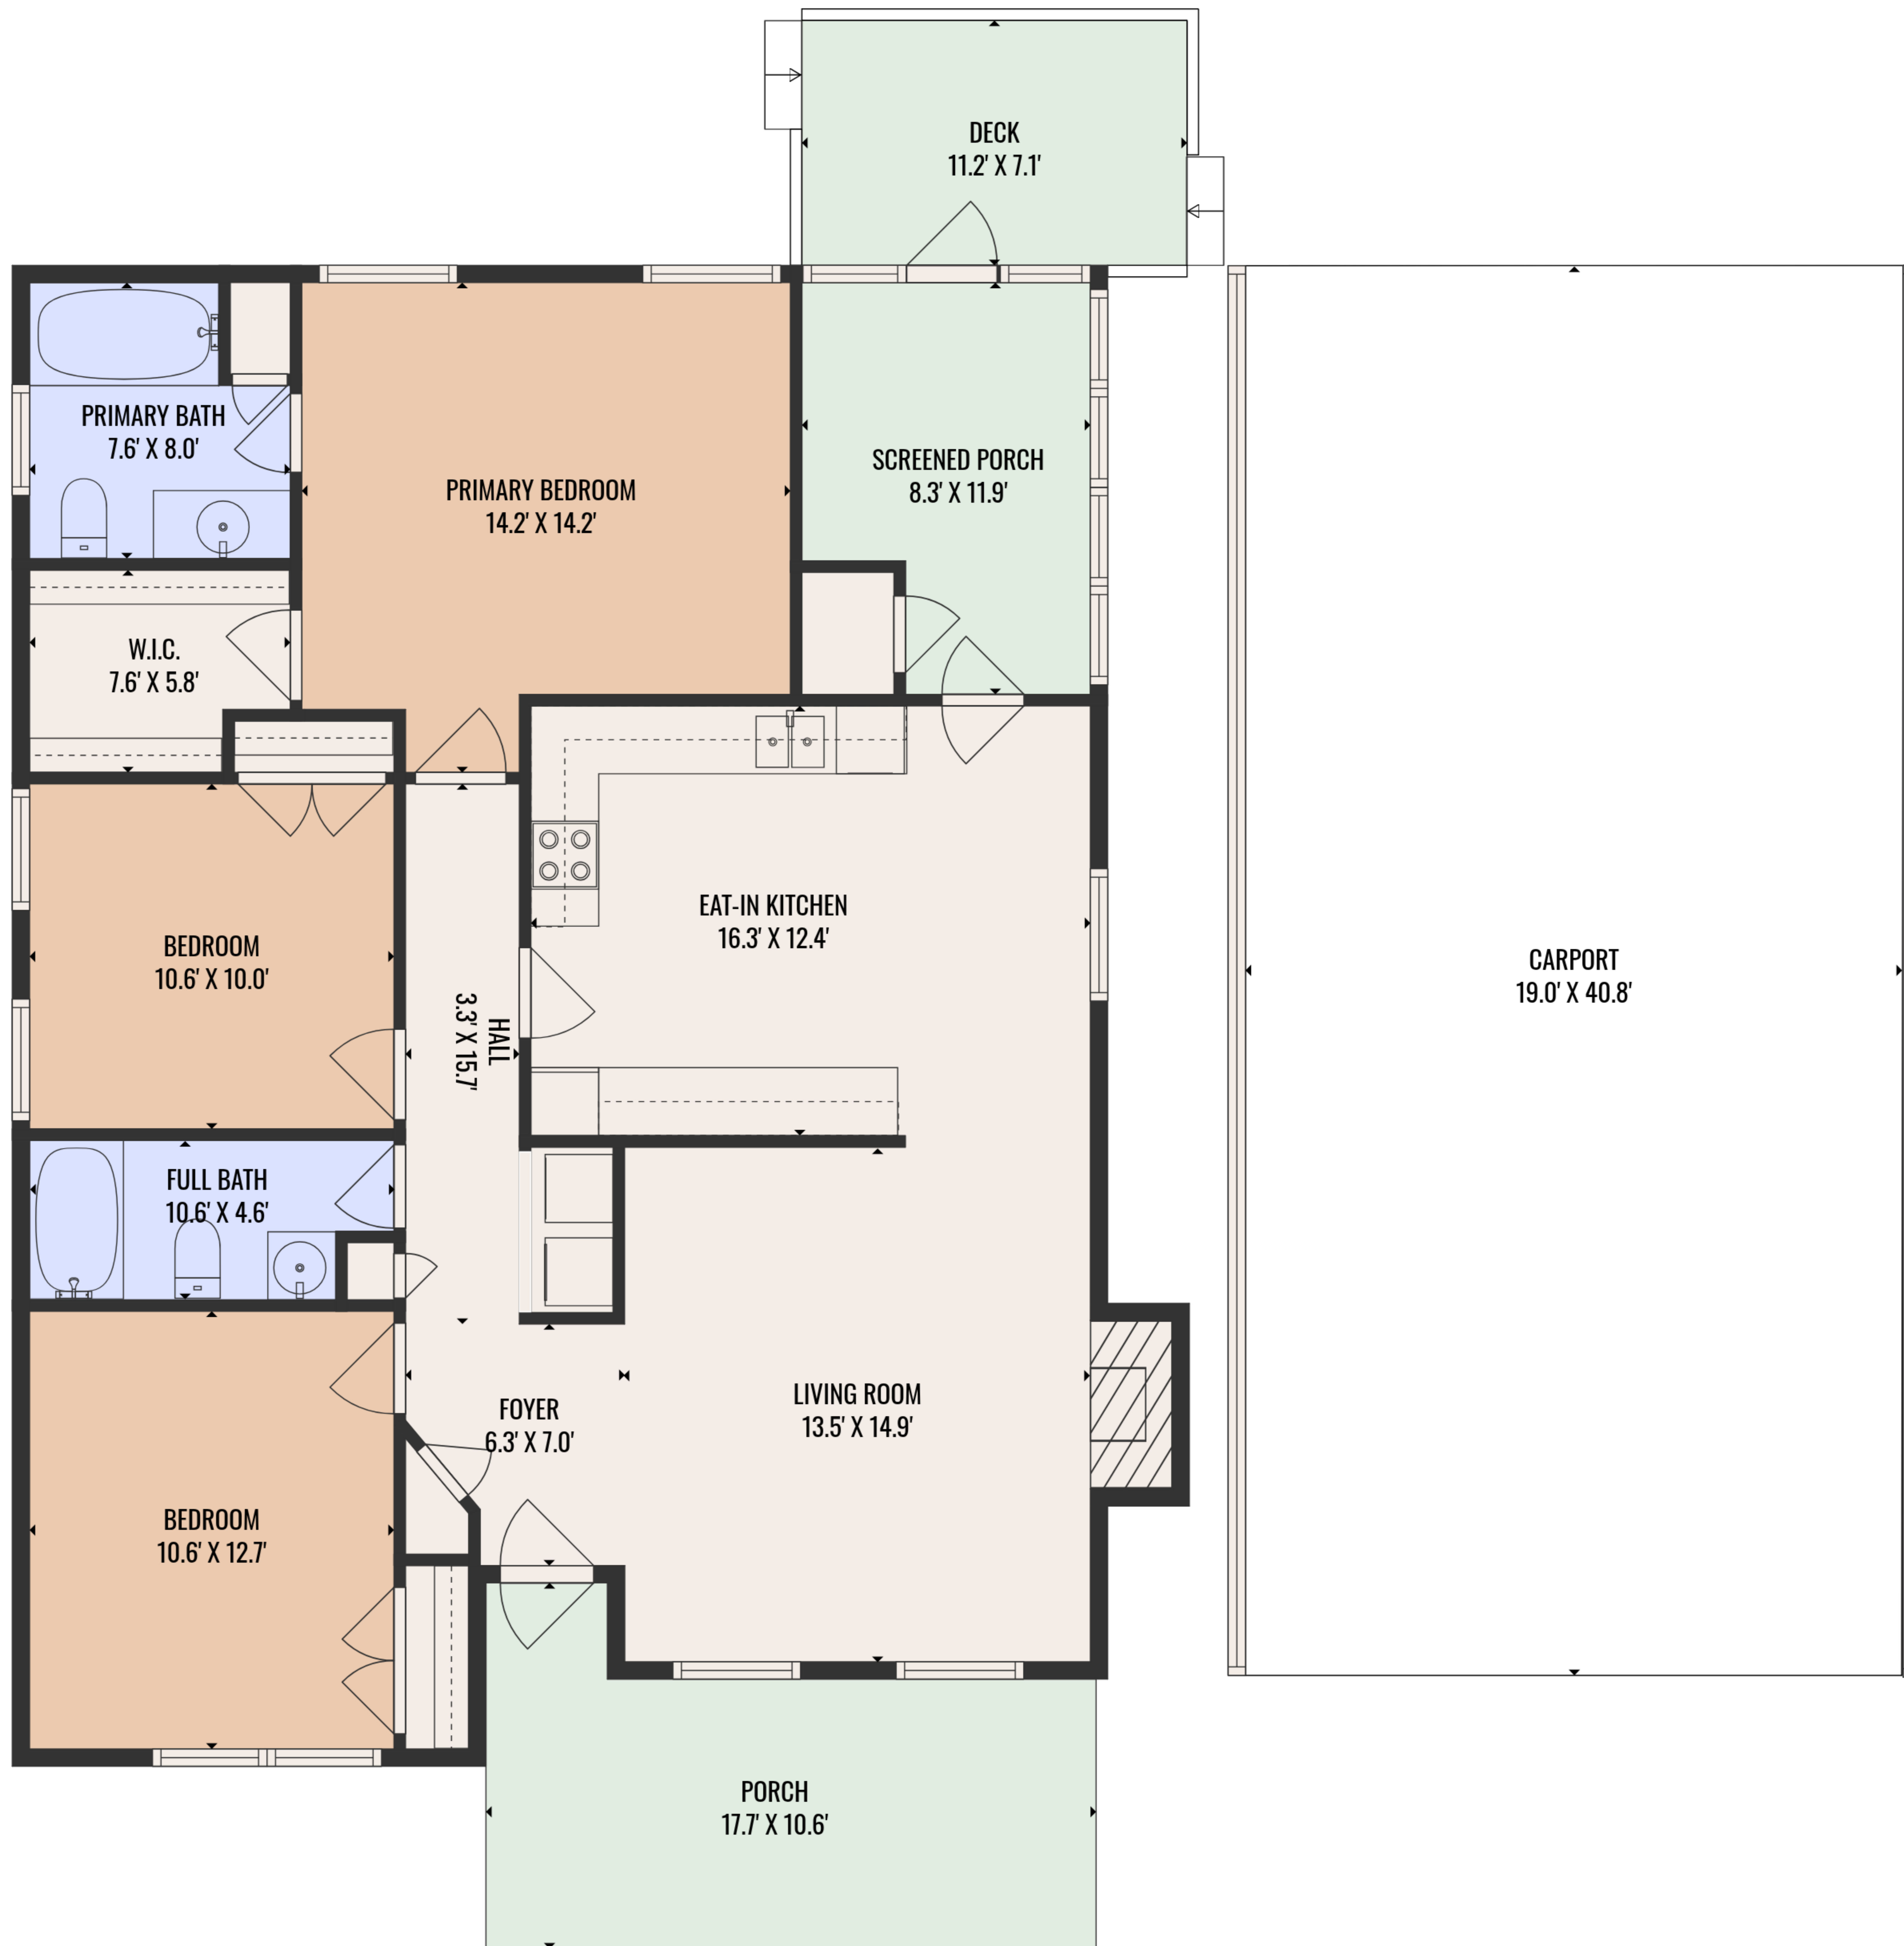 DECK
11.2' X 7.1'
PRIMARY BATH
7.6' X 8.0'
PRIMARY BEDROOM
14.2' X 14.2'
SCREENED PORCH
8.3' X 11.9'
W.I.C.
7.6' X 5.8'
EAT-IN KITCHEN
16.3' X 12.4'
BEDROOM
10.6' X 10.0'
HALL
3.3' X 15.7'
CARPORT
19.0' X 40.8'
FULL BATH
10.6' X 4.6'
FOYER
6.3' X 7.0'
LIVING ROOM
13.5' X 14.9'
BEDROOM
10.6' X 12.7'
PORCH
17.7' X 10.6'